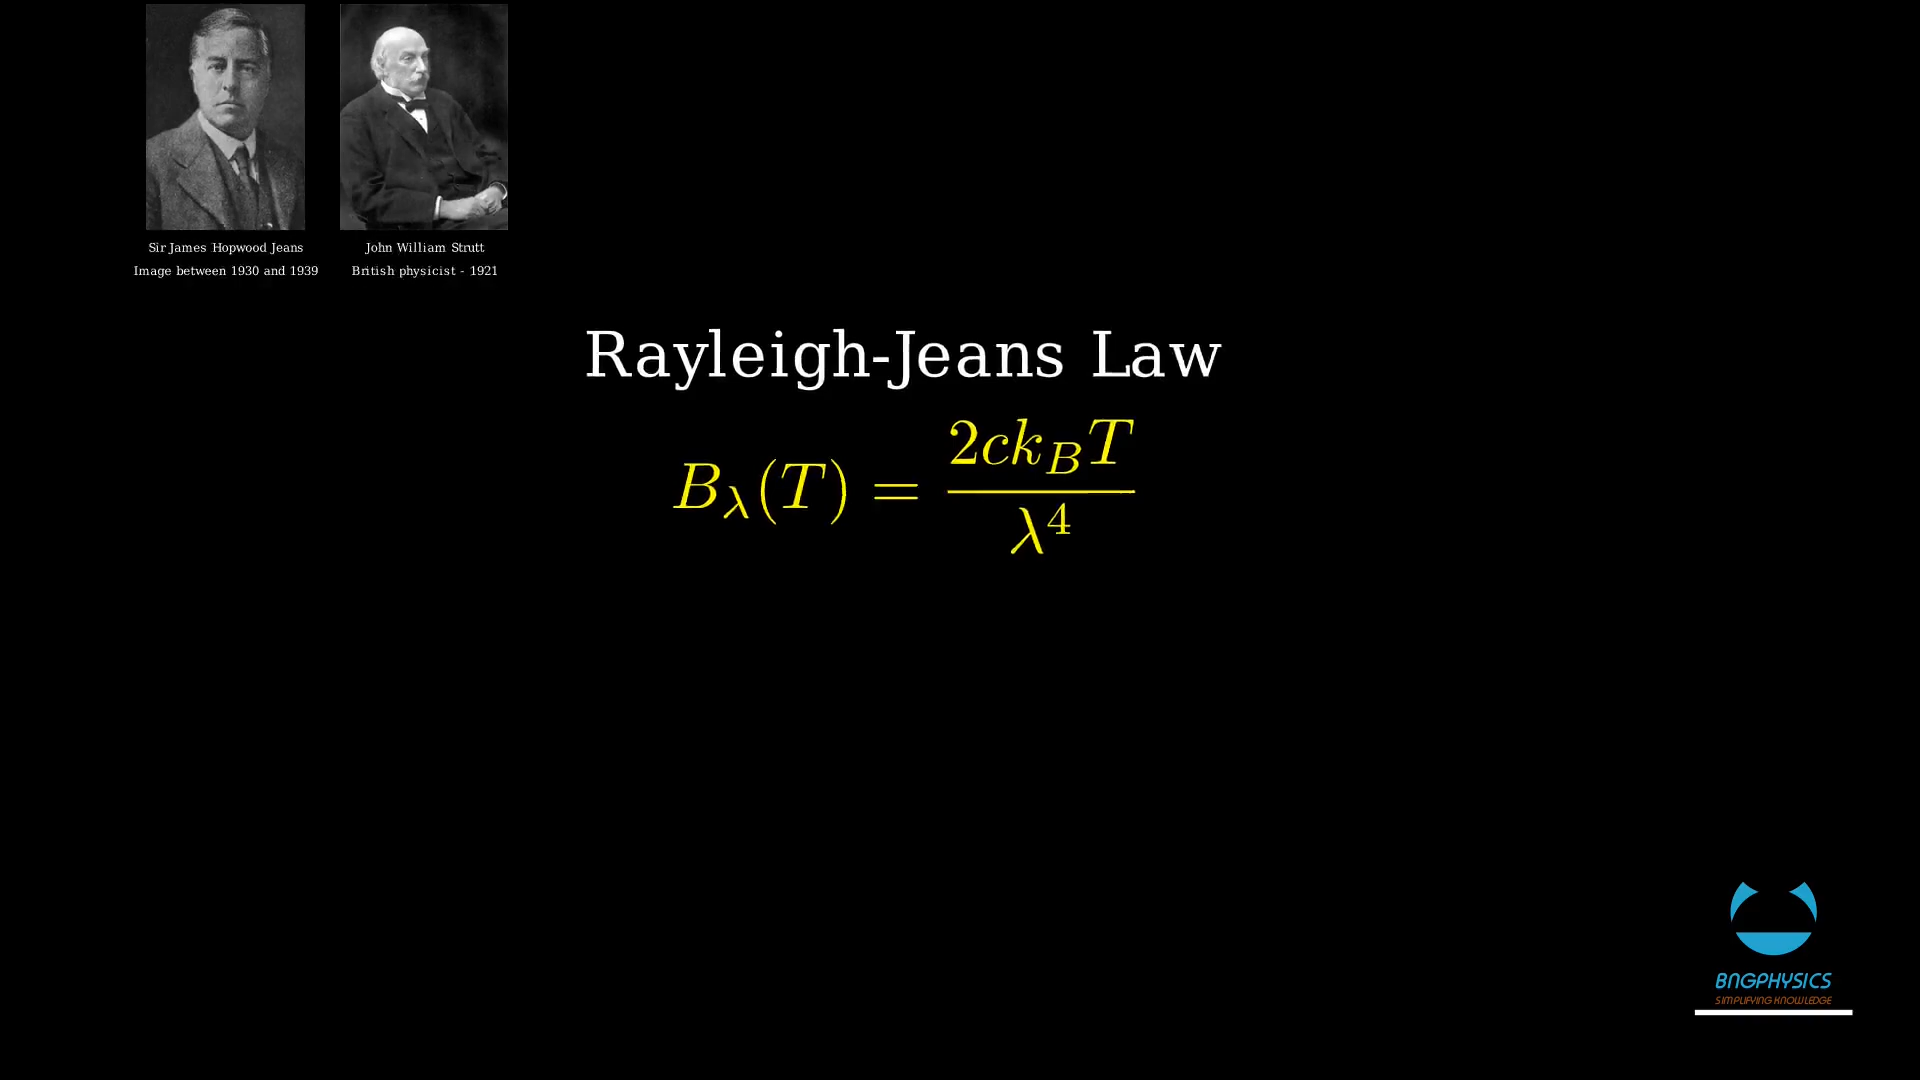 Sir James Hopwood Jeans
Image between 1930 and 1939
John William Strutt
British physicist - 1921
Rayleigh-Jeans Law
B_λ(T) = \frac{2ck_BT}{λ^4}
BNGPHYSICS
SIMPLIFYING KNOWLEDGE